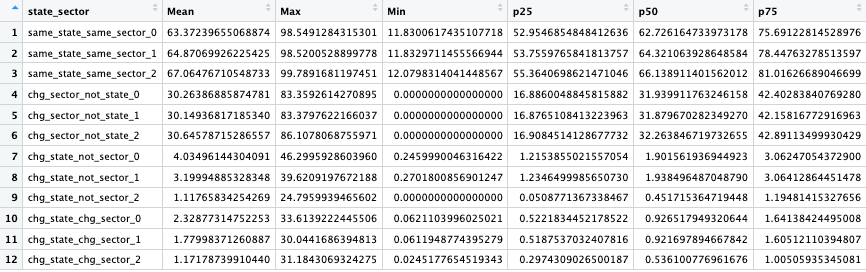 state_sector Mean Max Min p25 p50 p75
1 same_state_same_sector_0 63.37239655068874 98.5491284315301 11.8300617435107718 52.9546854848412636 62.726164733973178 75.69122814528976
2 same_state_same_sector_1 64.87069926225425 98.5200528899778 11.8329711455566944 53.7559765841813757 64.321063928648584 78.44763278513597
3 same_state_same_sector_2 67.06476710548733 99.7891681197451 12.0798314041448567 55.3640698621471046 66.138911401562012 81.01626689046699
4 chg_sector_not_state_0 30.26386885874781 83.3592614270895 0.0000000000000000 16.8860048845815882 31.939911763246158 42.40283840769280
5 chg_sector_not_state_1 30.14936817185340 83.3797622166037 0.0000000000000000 16.8765108413223963 31.879670282349270 42.15816772916963
6 chg_sector_not_state_2 30.64578715286557 86.1078068755971 0.0000000000000000 16.9084514128677732 32.263846719732655 42.89113499930429
7 chg_state_not_sector_0 4.03496144304091 46.2995928603960 0.2459990046316422 1.2153855021557054 1.901561936944923 3.06247054372900
8 chg_state_not_sector_1 3.19994885328348 39.6209197672188 0.2701800856901247 1.2346499985650730 1.938496487048790 3.06412864451478
9 chg_state_not_sector_2 1.11765834254269 24.7959939465602 0.0000000000000000 0.0508771367338467 0.451715364719448 1.19481415327656
10 chg_state_chg_sector_0 2.32877314752253 33.6139222445506 0.0621103996025021 0.5221834452178522 0.926517949320644 1.64138424495008
11 chg_state_chg_sector_1 1.77998371260887 30.0441686394813 0.0611948774395279 0.5187537032407816 0.921697894667842 1.60512110394807
12 chg_state_chg_sector_2 1.17178739910440 31.1843069324275 0.0245177654519343 0.2974309026500187 0.536100776961676 1.00505935345081